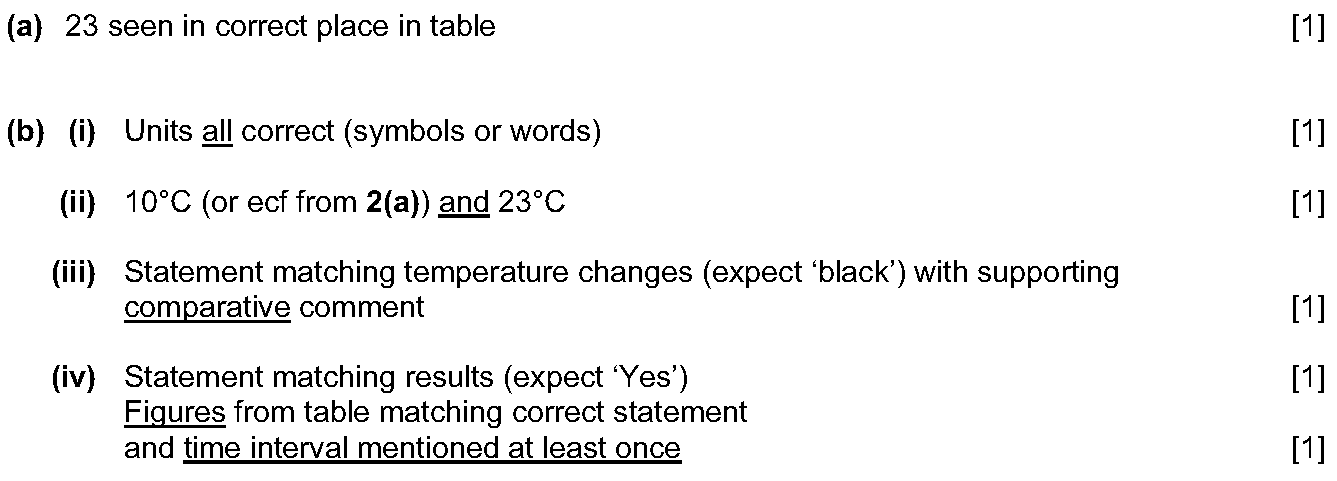 (a) 23 seen in correct place in table [1]
(b) (i) Units all correct (symbols or words) [1]
(ii) 10°C (or ecf from 2(a)) and 23°C [1]
(iii) Statement matching temperature changes (expect ‘black’) with supporting
comparative comment [1]
(iv) Statement matching results (expect ‘Yes’) [1]
Figures from table matching correct statement
and time interval mentioned at least once [1]